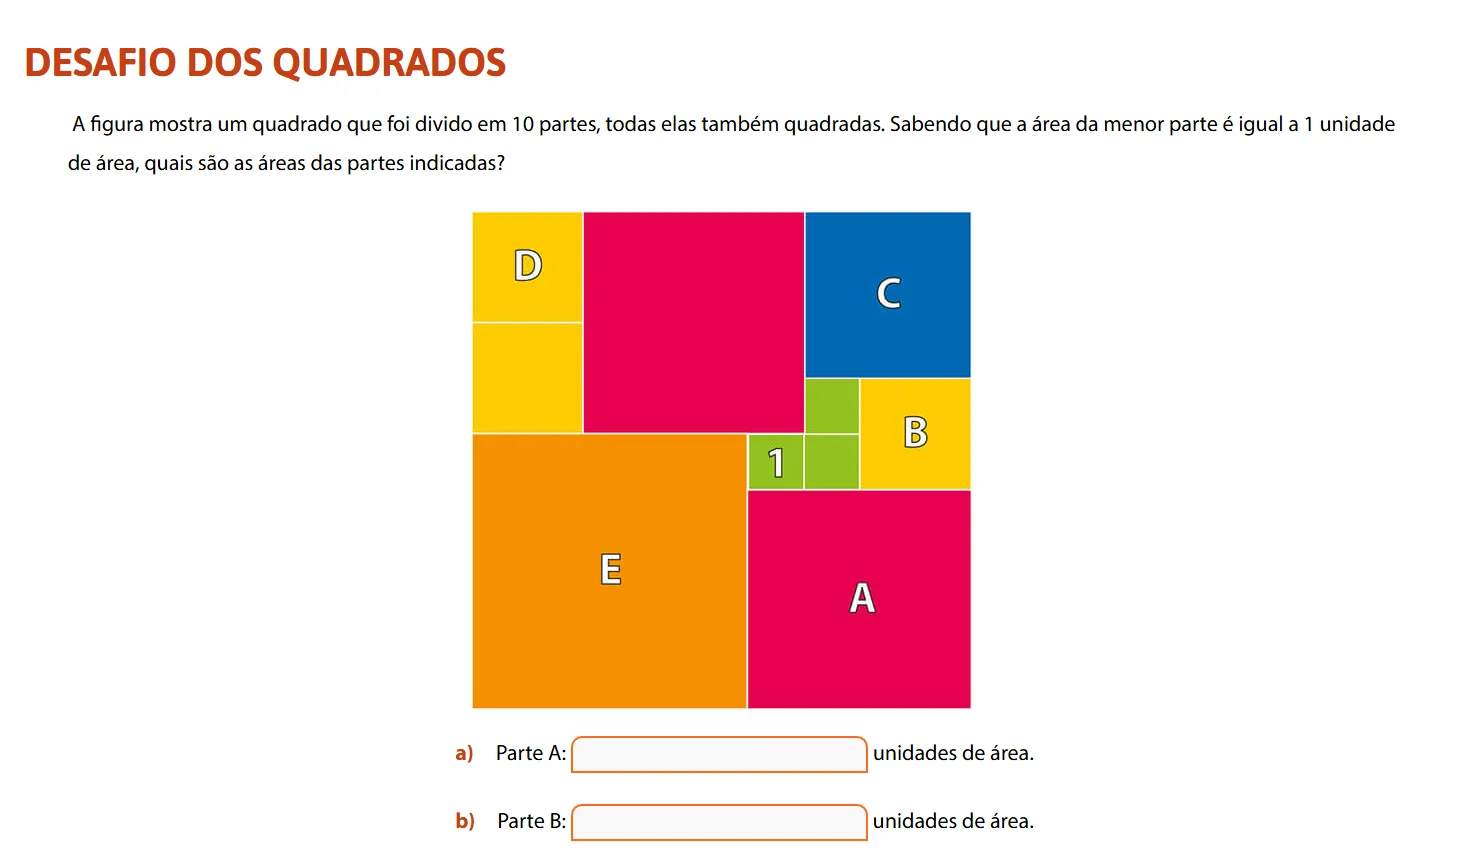 DESAFIO DOS QUADRADOS
A figura mostra um quadrado que foi divido em 10 partes, todas elas também quadradas. Sabendo que a área da menor parte é igual a 1 unidade
de área, quais são as áreas das partes indicadas?
D
C
B
1
E
A
a) Parte A: unidades de área.
b) Parte B: unidades de área.